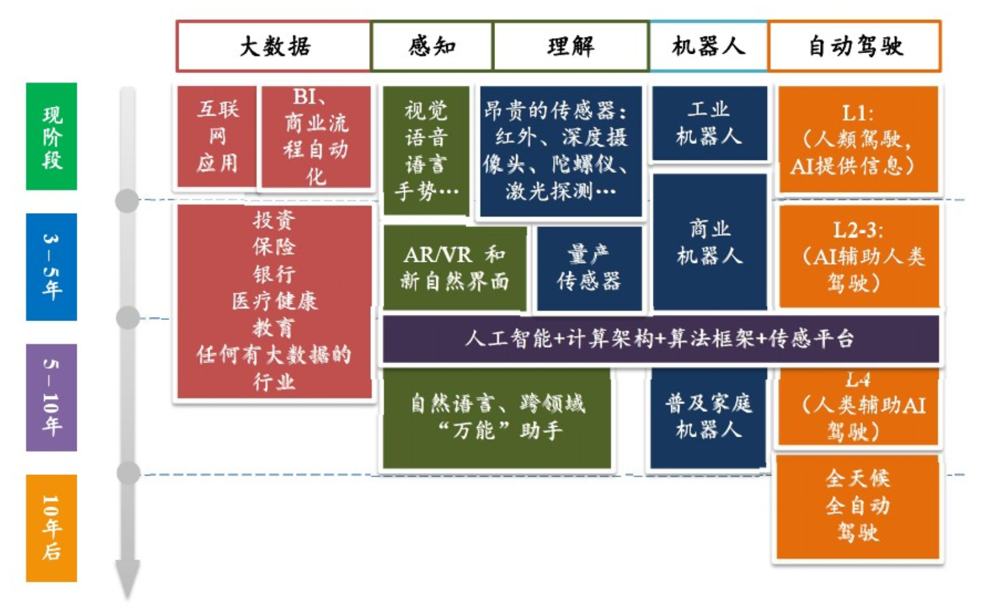 大数据
感知
理解
机器人
自动驾驶
现
阶
段
互联
网
应用
BI、
商业流
程自动
化
视觉
语音
语言
手势…
昂贵的传感器：
红外、深度摄
像头、陀螺仪、
激光探测…
工业
机器人
L1:
（人類駕駛，
AI提供信息）
3–5年
投资
保险
银行
医疗健康
教育
任何有大数据的
行业
AR/VR 和
新自然界面
量产
传感器
商业
机器人
L2-3:
（AI辅助人类
驾驶）
人工智能+计算架构+算法框架+传感平台
5–10年
自然语言、跨领域
“万能”助手
普及家庭
机器人
L4
（人类辅助AI
驾驶）
10年后
全天候
全自动
驾驶